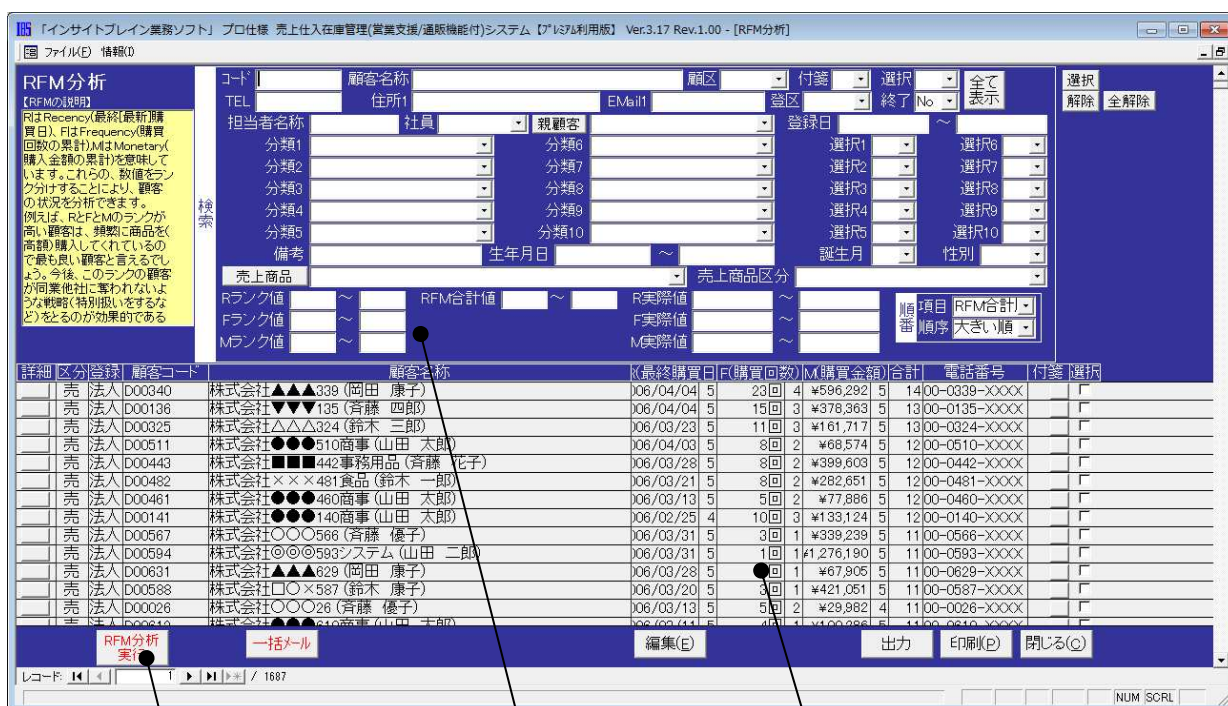 「インサイトブレイン業務ソフト」 プロ仕様 売上仕入在庫管理(営業支援/通販機能付)システム【ﾌﾟﾚﾐｱﾑ利用版】 Ver.3.17 Rev.1.00 - [RFM分析]
ファイル(F) 情報(I)
RFM分析
【RFMの説明】
RはRecency(最終[最新]購
買日)、FはFrequency(購買
回数の累計),MはMonetary(
購入金額の累計)を意味して
います。これらの、数値をラン
ク分けすることにより、顧客
の状況を分析できます。
例えば、RとFとMのランクが
高い顧客は、頻繁に商品を(
高額)購入してくれているの
で最も良い顧客と言えるでし
ょう。今後、このランクの顧客
が同業他社に奪われないよ
うな戦略(特別扱いをするな
ど)をとるのが効果的である
検索
ｺｰﾄﾞ 顧客名称 顧区 付箋 選択 全て表示 選択
TEL 住所1 EMail1 登区 終了 No 解除 全解除
担当者名称 社員 親顧客 登録日 ～
分類1 分類6 選択1 選択6
分類2 分類7 選択2 選択7
分類3 分類8 選択3 選択8
分類4 分類9 選択4 選択9
分類5 分類10 選択5 選択10
備考 生年月日 ～ 誕生月 性別
売上商品 売上商品区分
Rランク値 ～ RFM合計値 ～ R実際値 ～ 順番 項目 RFM合計
Fランク値 ～ F実際値 ～ 順序 大きい順
Mランク値 ～ M実際値 ～
詳細 区分 登録 顧客コード 顧客名称 R(最終購買日 F(購買回数) M(購買金額) 合計 電話番号 付箋 選択
売 法人 D00340 株式会社▲▲▲339 (岡田 康子) 06/04/04 5 23回 4 ¥596,292 5 14 00-0339-XXXX
売 法人 D00136 株式会社▼▼▼135 (斉藤 四郎) 06/04/04 5 15回 3 ¥378,363 5 13 00-0135-XXXX
売 法人 D00325 株式会社△△△324 (鈴木 三郎) 06/03/23 5 11回 3 ¥161,717 5 13 00-0324-XXXX
売 法人 D00511 株式会社●●●510商事 (山田 太郎) 06/04/03 5 8回 2 ¥68,574 5 12 00-0510-XXXX
売 法人 D00443 株式会社■■■442事務用品 (斉藤 花子) 06/03/28 5 8回 2 ¥399,603 5 12 00-0442-XXXX
売 法人 D00482 株式会社×××481食品 (鈴木 一郎) 06/03/21 5 8回 2 ¥282,651 5 12 00-0481-XXXX
売 法人 D00461 株式会社●●●460商事 (山田 太郎) 06/03/13 5 5回 2 ¥77,886 5 12 00-0460-XXXX
売 法人 D00141 株式会社●●●140商事 (山田 太郎) 06/02/25 4 10回 3 ¥133,124 5 12 00-0140-XXXX
売 法人 D00567 株式会社○○○566 (斉藤 優子) 06/03/31 5 3回 1 ¥339,239 5 11 00-0566-XXXX
売 法人 D00594 株式会社◎◎◎593システム (山田 二郎) 06/03/31 5 1回 1 ¥1,276,190 5 11 00-0593-XXXX
売 法人 D00631 株式会社▲▲▲629 (岡田 康子) 06/03/28 5 回 1 ¥67,905 5 11 00-0629-XXXX
売 法人 D00588 株式会社□○×587 (鈴木 康子) 06/03/20 5 3回 1 ¥421,051 5 11 00-0587-XXXX
売 法人 D00026 株式会社○○○26 (斉藤 優子) 06/03/13 5 5回 2 ¥29,982 4 11 00-0026-XXXX
RFM分析実行 一括メール 編集(E) 出力 印刷(P) 閉じる(C)
レコード: 1 / 1687
NUM SCRL